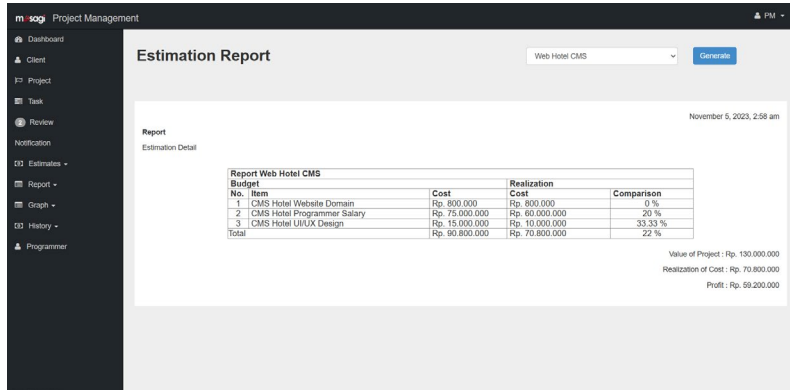 masagi Project Management
PM
Dashboard
Client
Project
Task
2 Review
Notification
Estimates
Report
Graph
History
Programmer
Estimation Report
Web Hotel CMS
Generate
November 5, 2023, 2:58 am
Report
Estimation Detail
Report Web Hotel CMS
Budget Realization
No. Item Cost Cost Comparison
1 CMS Hotel Website Domain Rp. 800.000 Rp. 800.000 0 %
2 CMS Hotel Programmer Salary Rp. 75.000.000 Rp. 60.000.000 20 %
3 CMS Hotel UI/UX Design Rp. 15.000.000 Rp. 10.000.000 33.33 %
Total Rp. 90.800.000 Rp. 70.800.000 22 %
Value of Project : Rp. 130.000.000
Realization of Cost : Rp. 70.800.000
Profit : Rp. 59.200.000